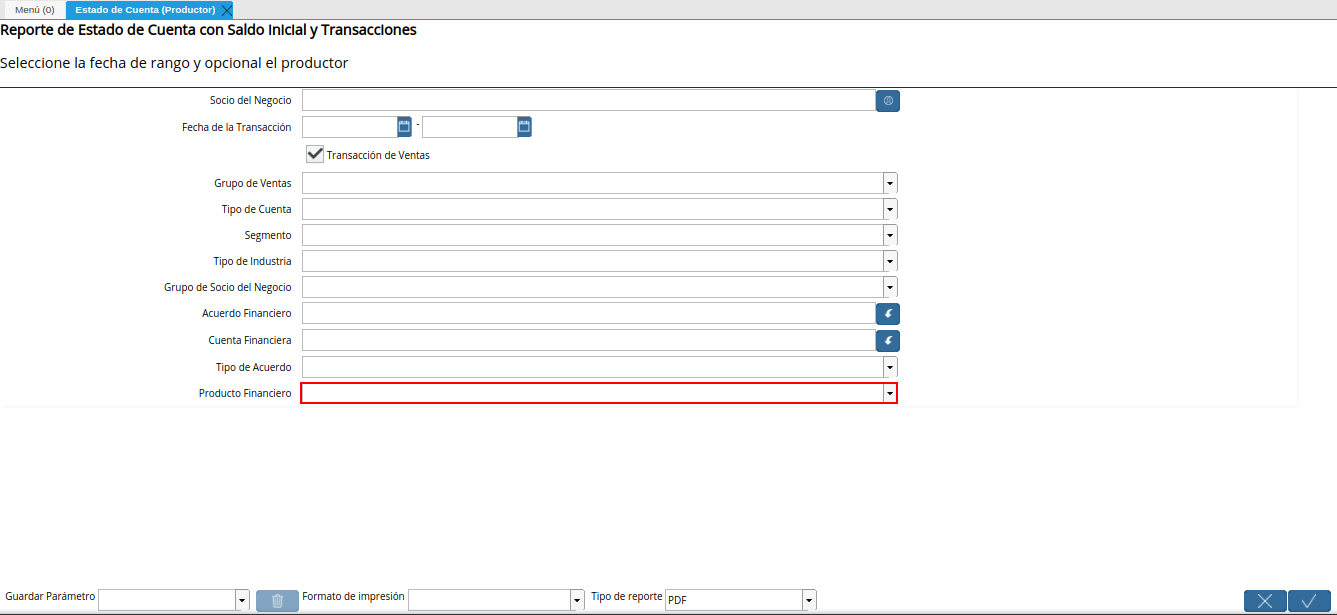 Menú (0) Estado de Cuenta (Productor)
Reporte de Estado de Cuenta con Saldo Inicial y Transacciones
Seleccione la fecha de rango y opcional el productor
Socio del Negocio
Fecha de la Transacción -
Transacción de Ventas
Grupo de Ventas
Tipo de Cuenta
Segmento
Tipo de Industria
Grupo de Socio del Negocio
Acuerdo Financiero
Cuenta Financiera
Tipo de Acuerdo
Producto Financiero
Guardar Parámetro Formato de impresión Tipo de reporte PDF